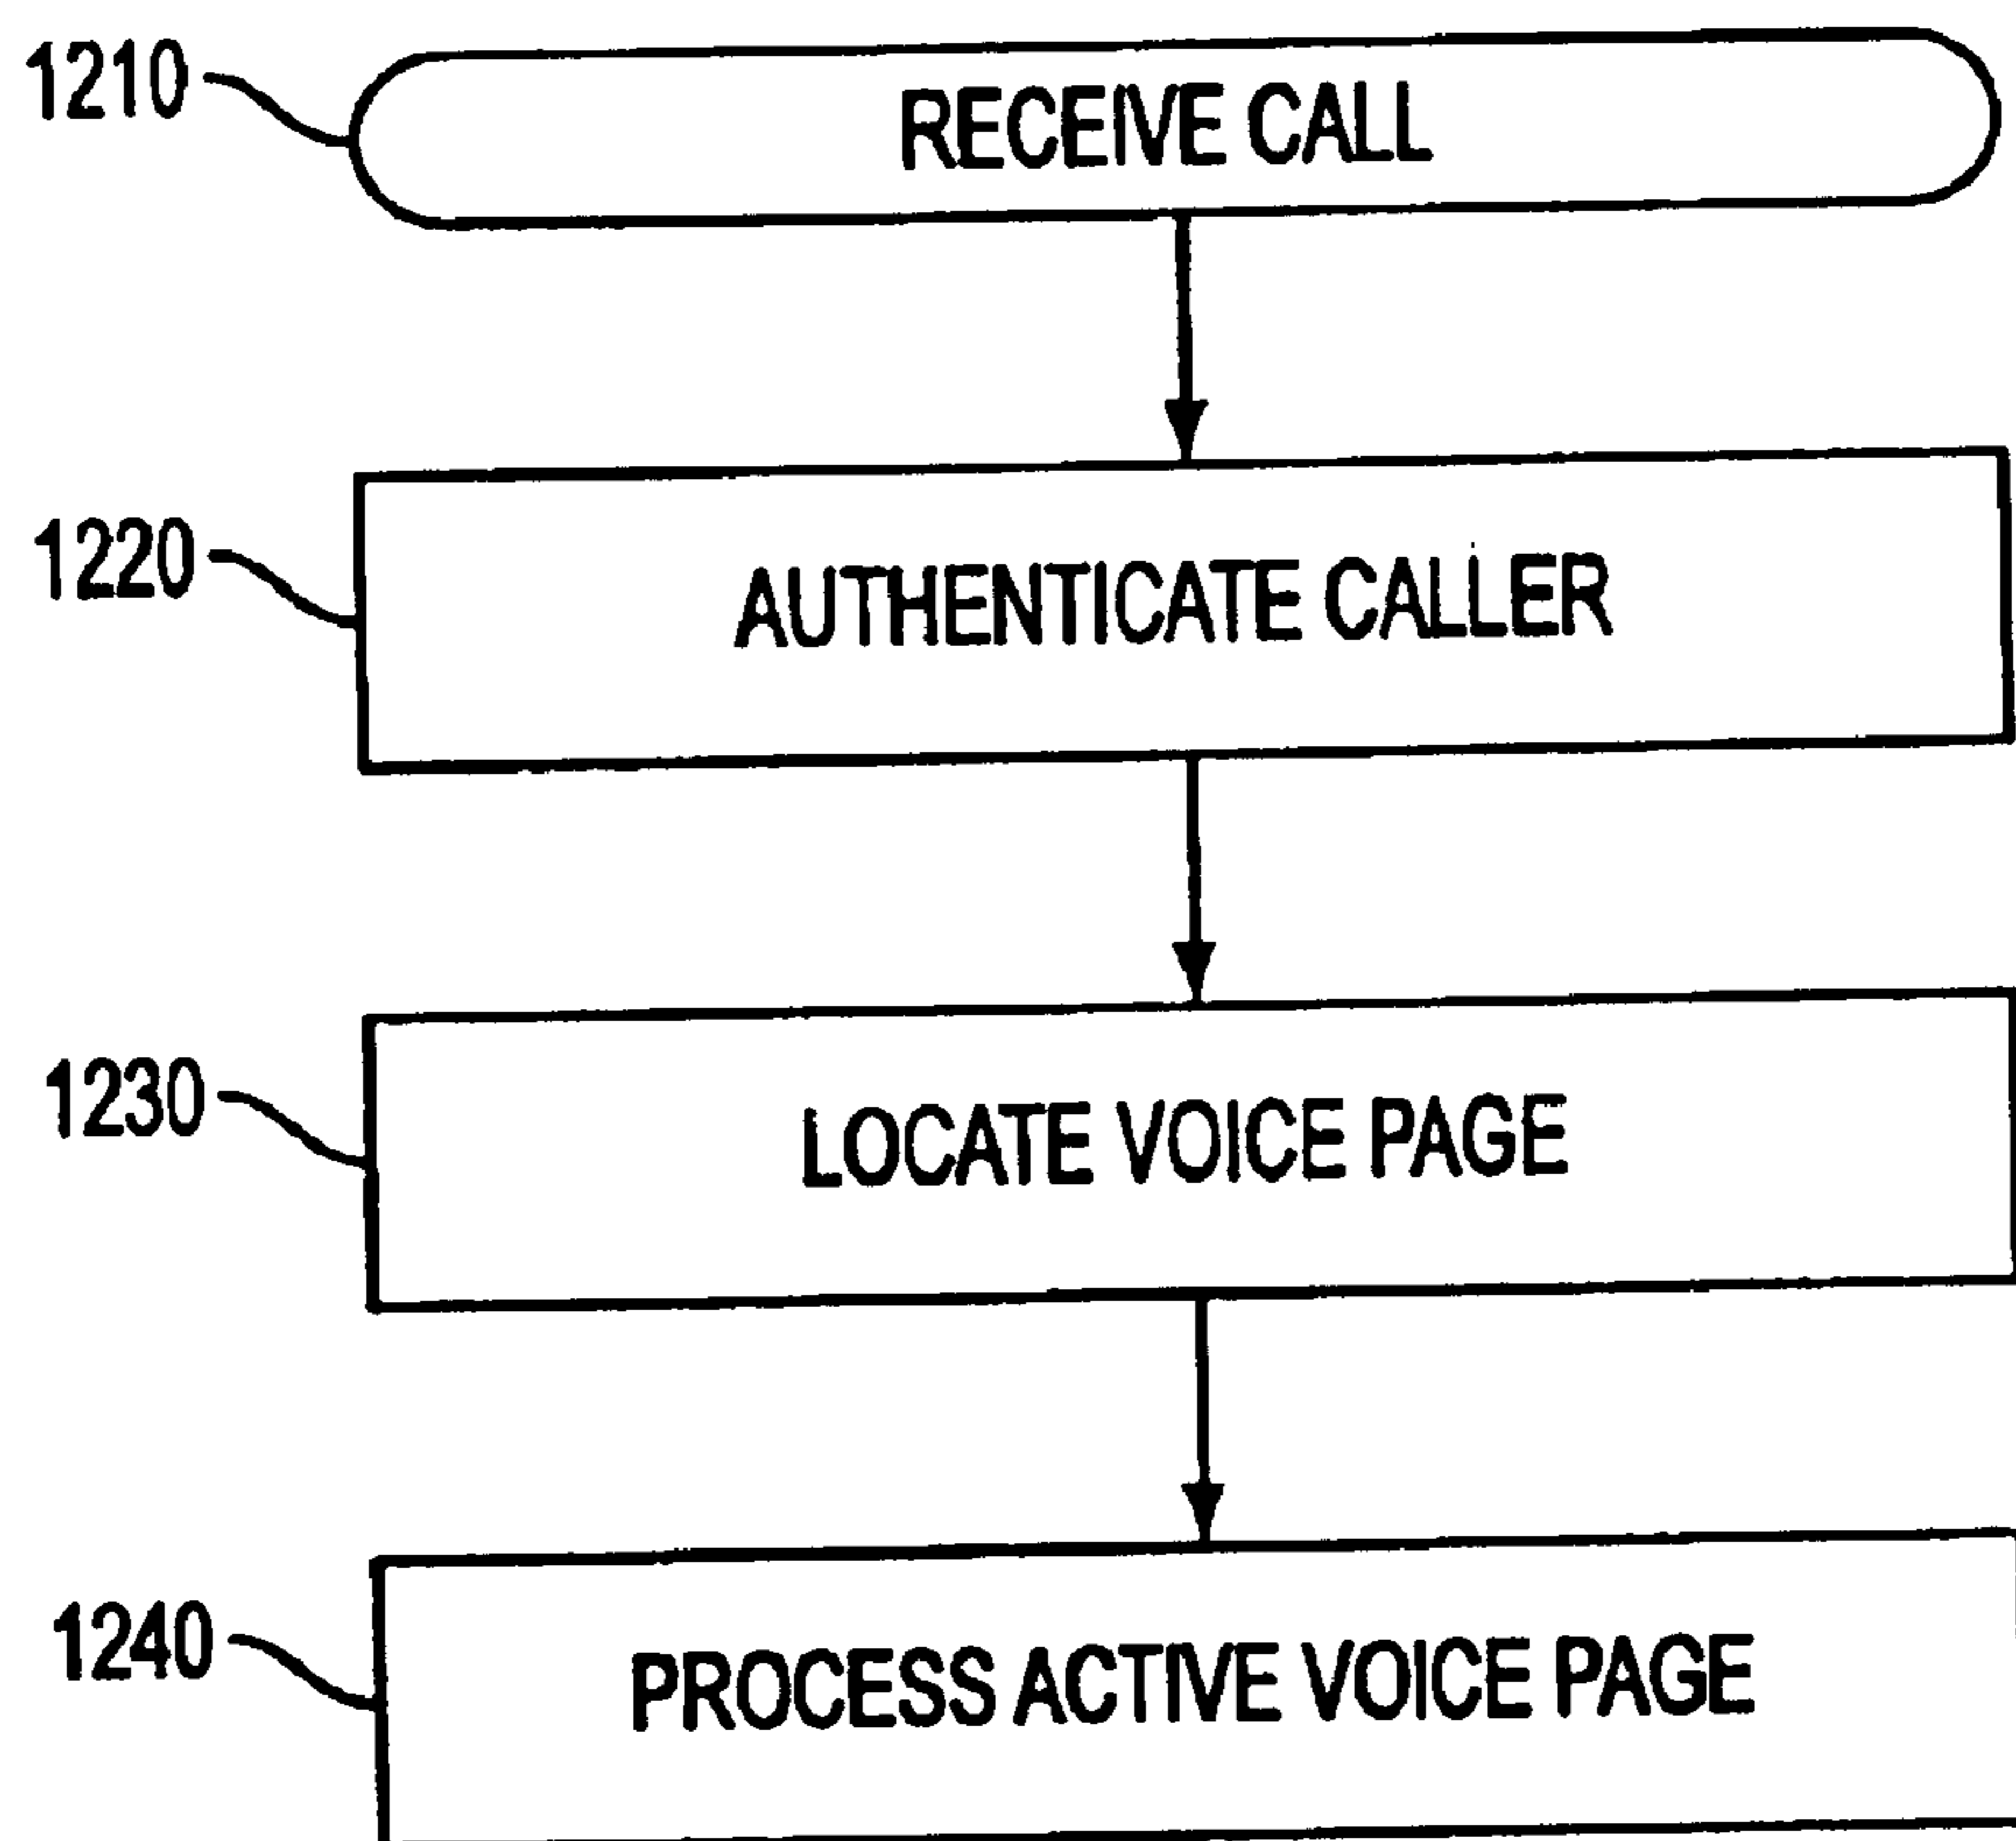 1210
RECEIVE CALL
1220
AUTHENTICATE CALLER
1230
LOCATE VOICE PAGE
1240
PROCESS ACTIVE VOICE PAGE